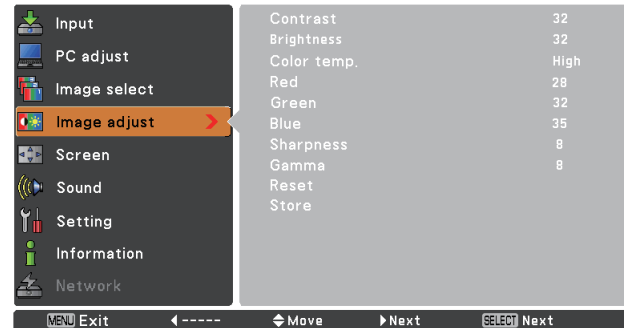 Input
PC adjust
Image select
Image adjust
Screen
Sound
Setting
Information
Network
Contrast 32
Brightness 32
Color temp. High
Red 28
Green 32
Blue 35
Sharpness 8
Gamma 8
Reset
Store
MENU Exit ----- Move Next SELECT Next